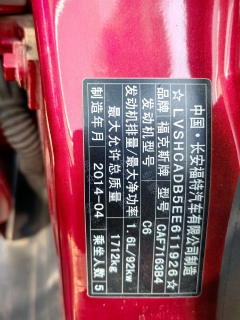 中国·长安福特汽车有限公司制造
☆LVSHCADB5EE611926☆
品牌 福克斯牌 型号 CAF7163B4
发动机型号 C6
发动机排量/最大净功率 1.6L/92kw
最大允许总质量 1712kg
制造年月 2014-04 乘坐人数 5